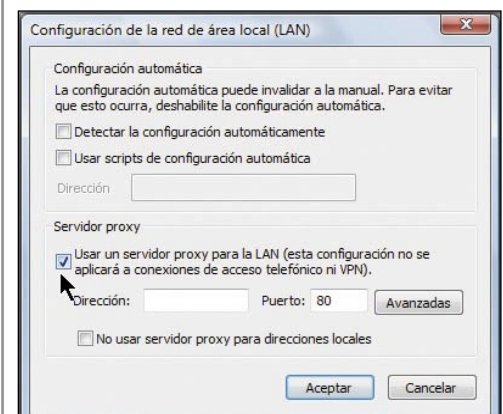 Configuración de la red de área local (LAN)
Configuración automática
La configuración automática puede invalidar a la manual. Para evitar
que esto ocurra, deshabilite la configuración automática.
Detectar la configuración automáticamente
Usar scripts de configuración automática
Dirección
Servidor proxy
Usar un servidor proxy para la LAN (esta configuración no se
aplicará a conexiones de acceso telefónico ni VPN).
Dirección: Puerto: 80 Avanzadas
No usar servidor proxy para direcciones locales
Aceptar Cancelar